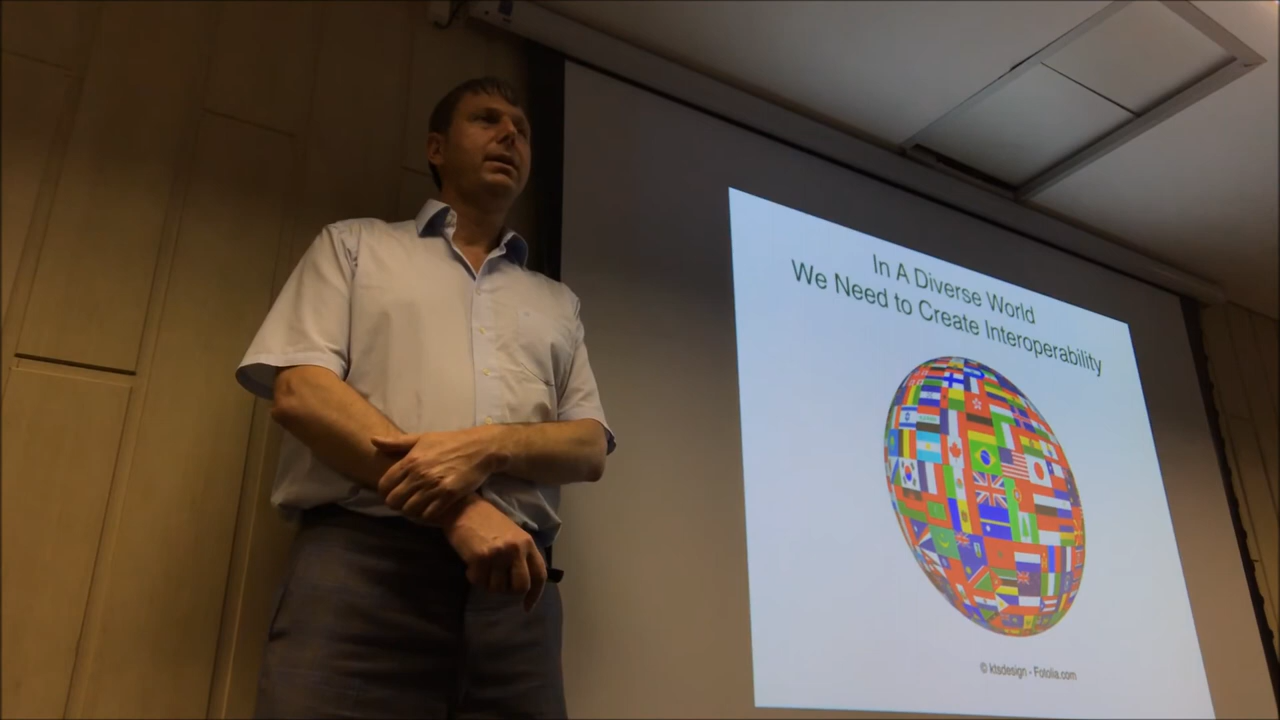 In A Diverse World
We Need to Create Interoperability
© ktsdesign - Fotolia.com